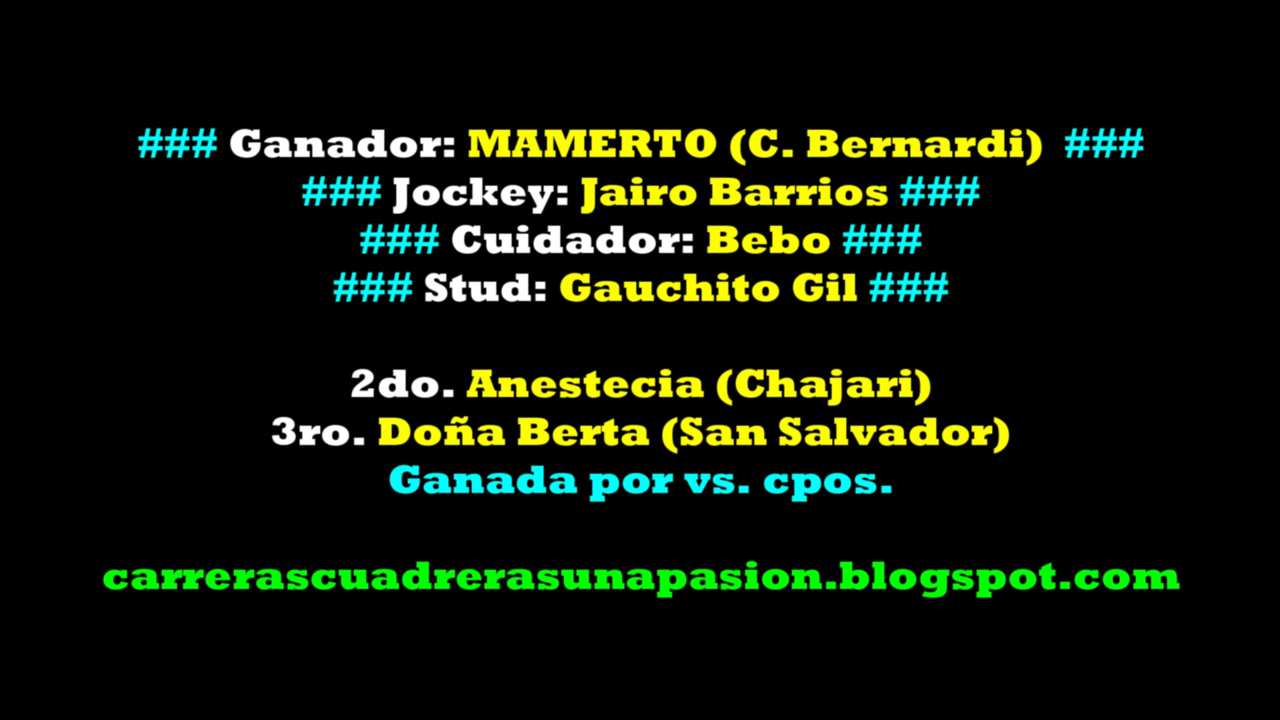 ### Ganador: MAMERTO (C. Bernardi) ###
### Jockey: Jairo Barrios ###
### Cuidador: Bebo ###
### Stud: Gauchito Gil ###
2do. Anestecia (Chajari)
3ro. Doña Berta (San Salvador)
Ganada por vs. cpos.
carrerascuadrerasunapasion.blogspot.com